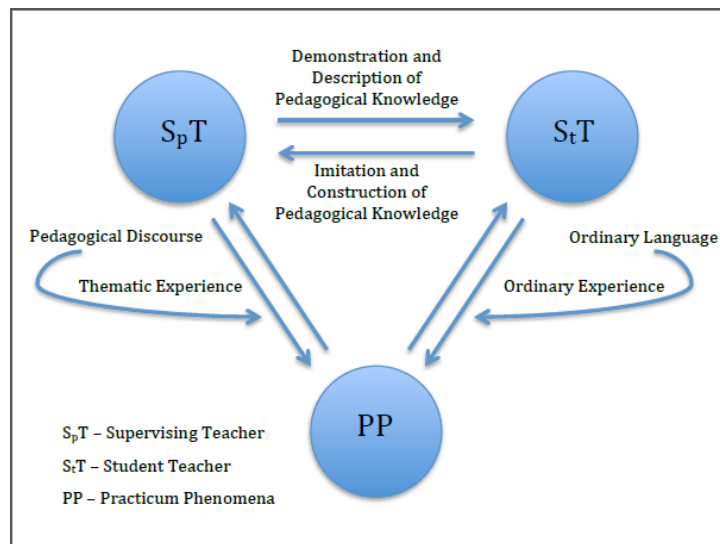 Demonstration and
Description of
Pedagogical Knowledge
SpT
StT
Imitation and
Construction of
Pedagogical Knowledge
Pedagogical Discourse
Ordinary Language
Thematic Experience
Ordinary Experience
PP
SpT – Supervising Teacher
StT – Student Teacher
PP – Practicum Phenomena